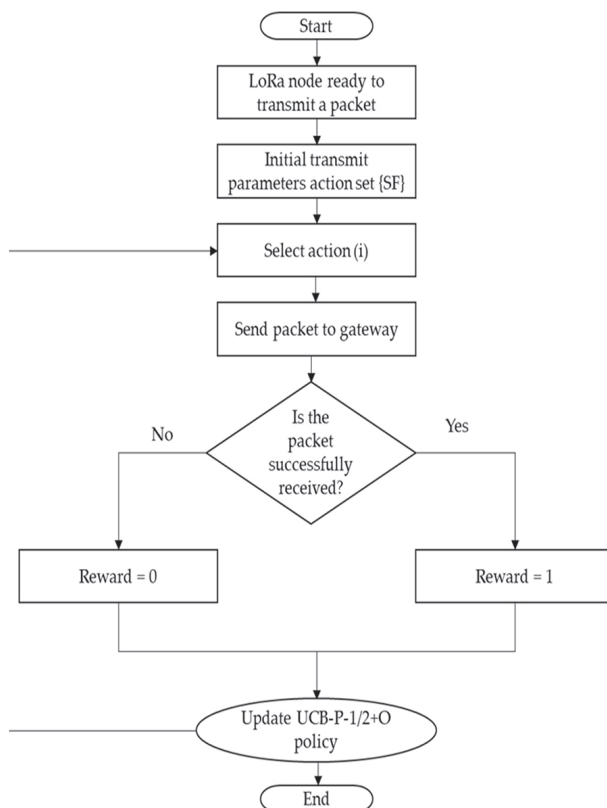 Start
LoRa node ready to
transmit a packet
Initial transmit
parameters action set {SF}
Select action (i)
Send packet to gateway
Is the
packet
successfully
received?
No
Yes
Reward = 0
Reward = 1
Update UCB-P-1/2+O
policy
End